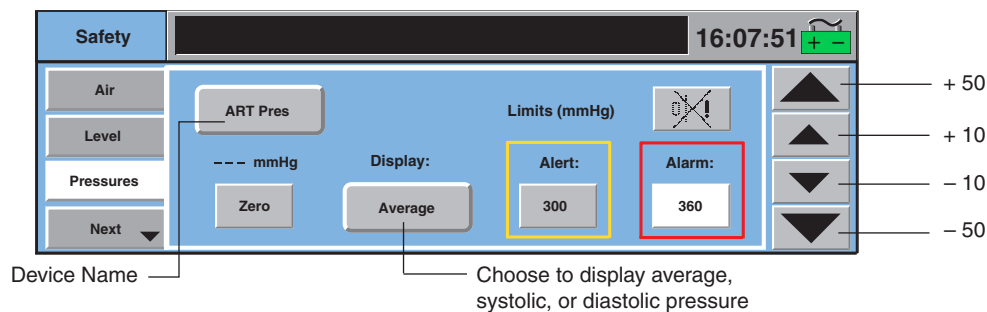 Safety
16:07:51
+ −
Air
Level
Pressures
Next
ART Pres
Limits (mmHg)
--- mmHg
Display:
Alert:
Alarm:
Zero
Average
300
360
+ 50
+ 10
– 10
– 50
Device Name
Choose to display average,
systolic, or diastolic pressure